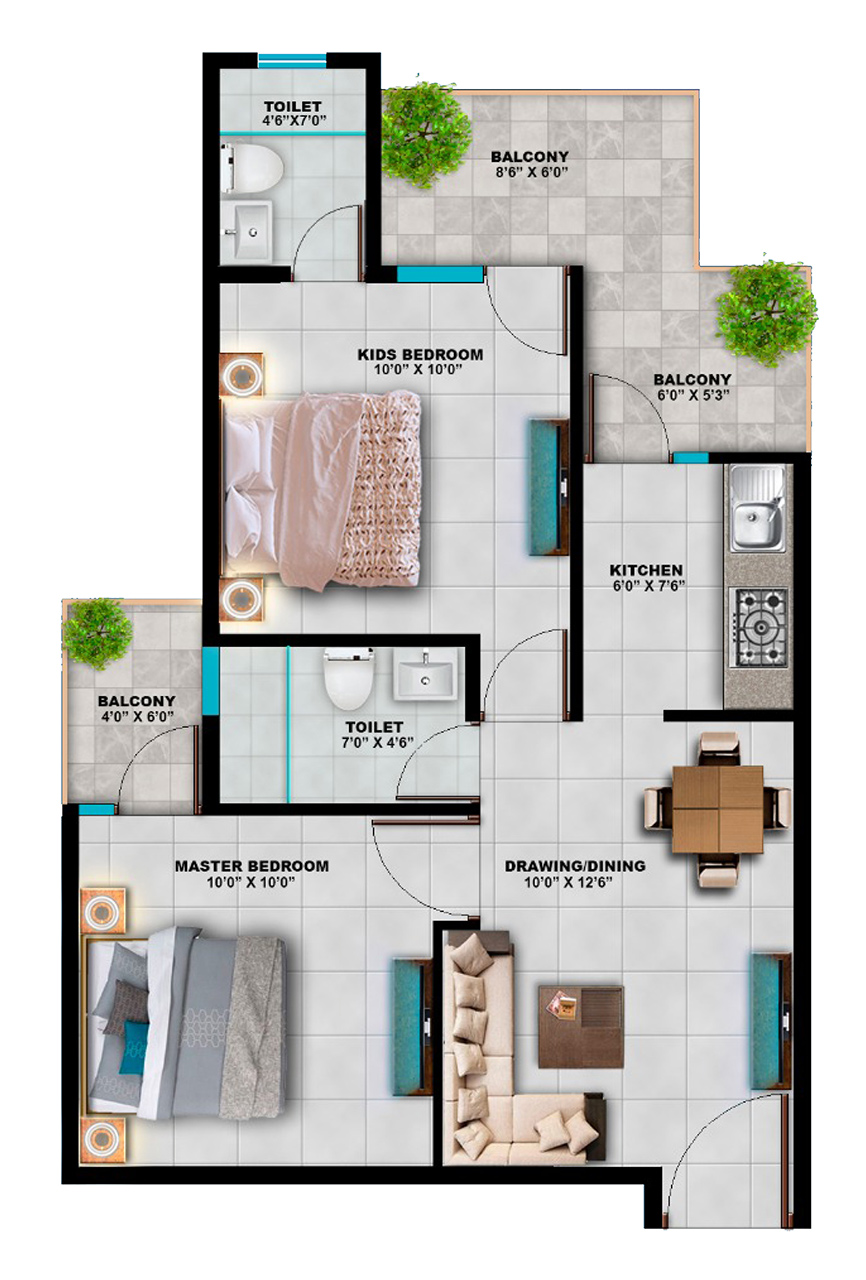 TOILET
4'6"X7'0"
BALCONY
8'6" X 6'0"
KIDS BEDROOM
10'0" X 10'0"
BALCONY
6'0" X 5'3"
KITCHEN
6'0" X 7'6"
BALCONY
4'0" X 6'0"
TOILET
7'0" X 4'6"
MASTER BEDROOM
10'0" X 10'0"
DRAWING/DINING
10'0" X 12'6"